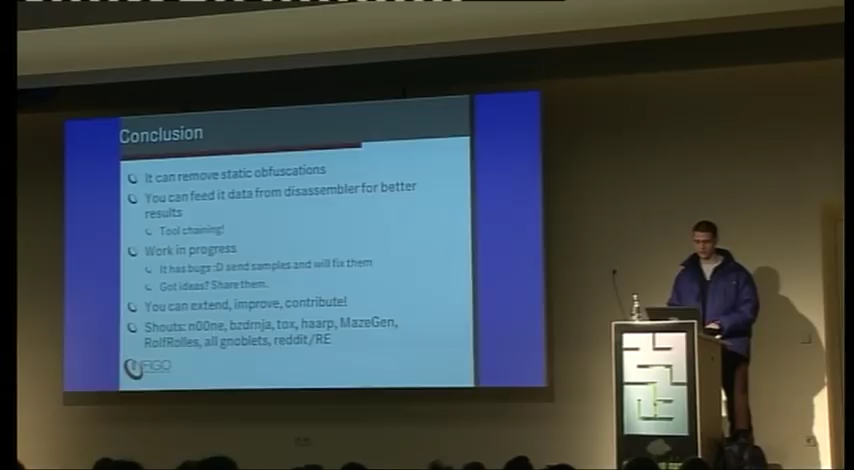 Conclusion
It can remove static obfuscations
You can feed it data from disassembler for better
results
Tool chaining!
Work in progress
It has bugs :D send samples and will fix them
Got ideas? Share them.
You can extend, improve, contribute!
Shouts: n00ne, bzdrnja, tox, haarp, MazeGen,
RolfRolles, all gnoblets, reddit/RE
FIGO